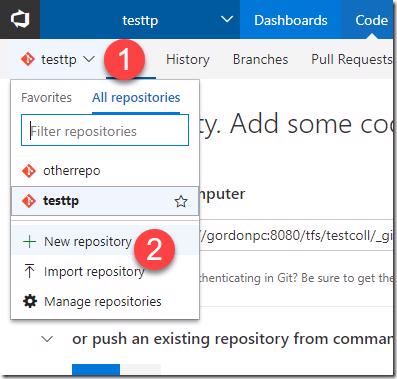 testtp Dashboards Code
testtp 1 History Branches Pull Requests
Favorites All repositories
Filter repositories
ty. Add some cod
otherrepo
testtp
mputer
New repository 2 //gordonpc:8080/tfs/testcoll/_gi
Import repository
uthenticating in Git? Be sure to get the
Manage repositories
or push an existing repository from comman